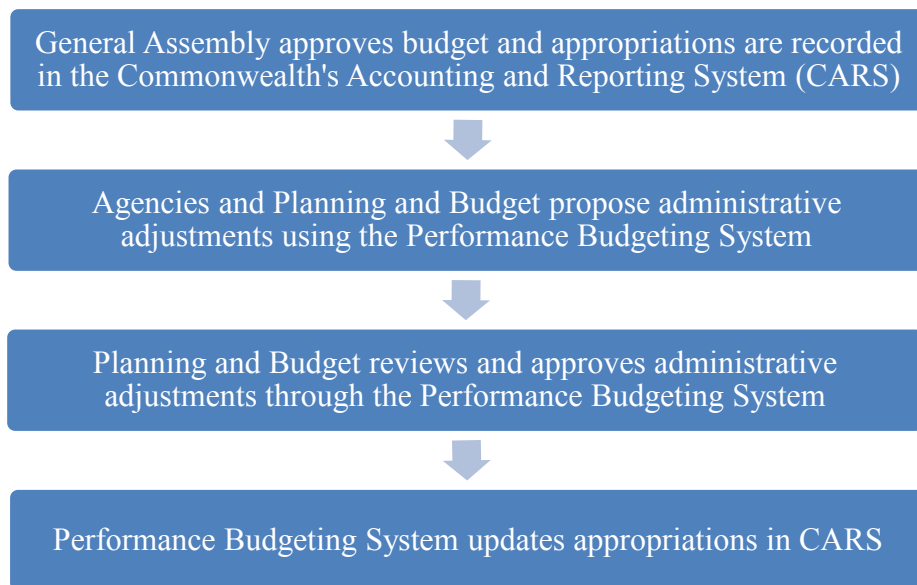 General Assembly approves budget and appropriations are recorded
in the Commonwealth's Accounting and Reporting System (CARS)
Agencies and Planning and Budget propose administrative
adjustments using the Performance Budgeting System
Planning and Budget reviews and approves administrative
adjustments through the Performance Budgeting System
Performance Budgeting System updates appropriations in CARS